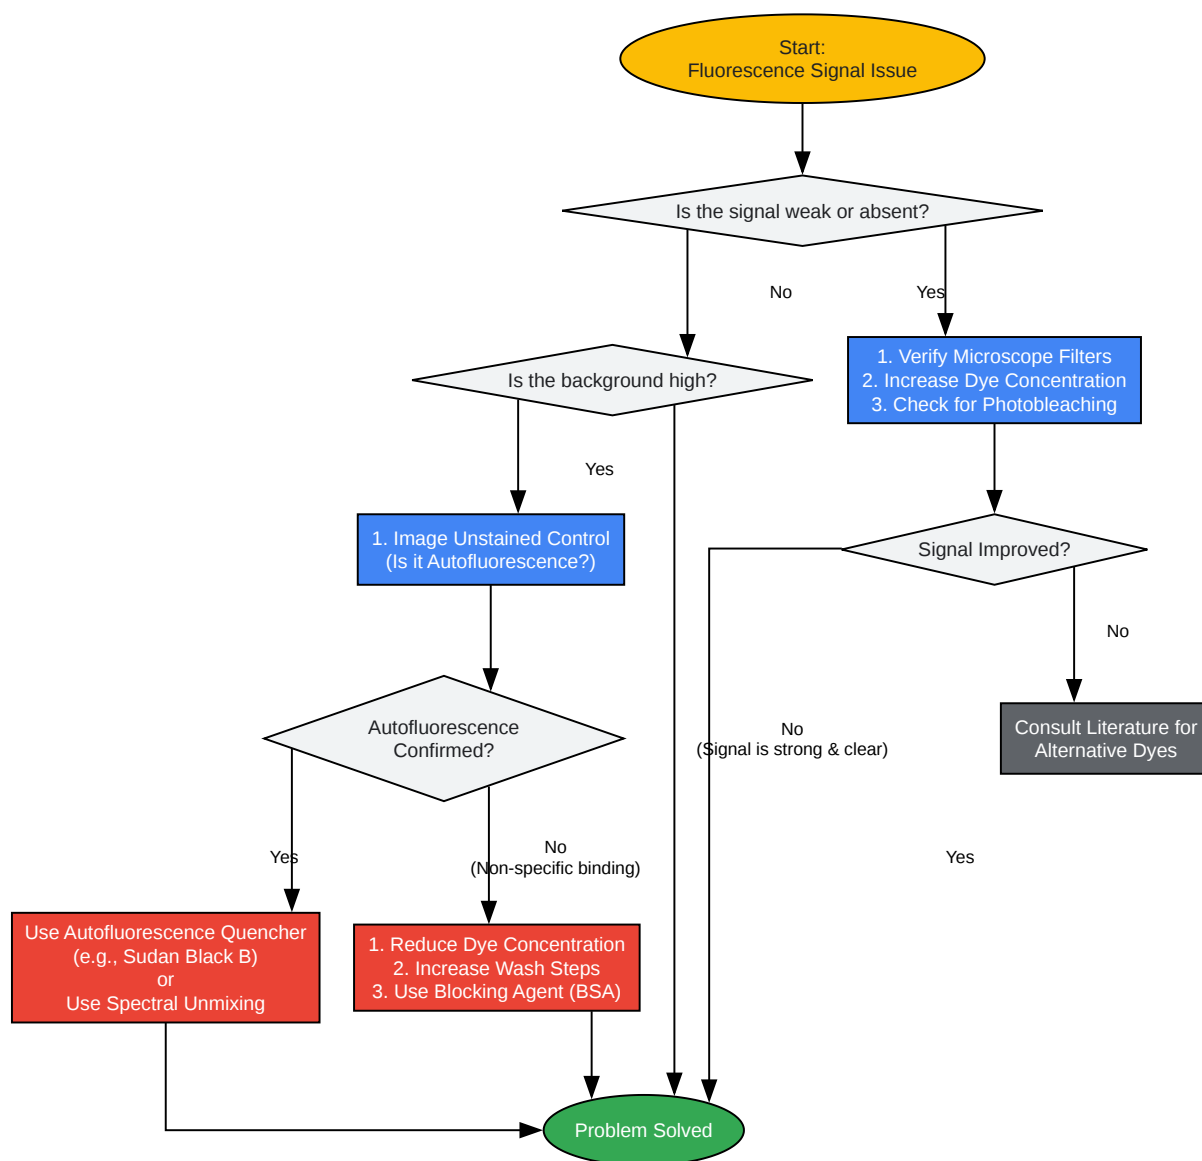 Start:
Fluorescence Signal Issue
Is the signal weak or absent?
No
Yes
Is the background high?
1. Verify Microscope Filters
2. Increase Dye Concentration
3. Check for Photobleaching
Yes
1. Image Unstained Control
(Is it Autofluorescence?)
Signal Improved?
No
Autofluorescence
Confirmed?
No
(Signal is strong & clear)
Consult Literature for
Alternative Dyes
Yes
No
(Non-specific binding)
Yes
Use Autofluorescence Quencher
(e.g., Sudan Black B)
or
Use Spectral Unmixing
1. Reduce Dye Concentration
2. Increase Wash Steps
3. Use Blocking Agent (BSA)
Problem Solved